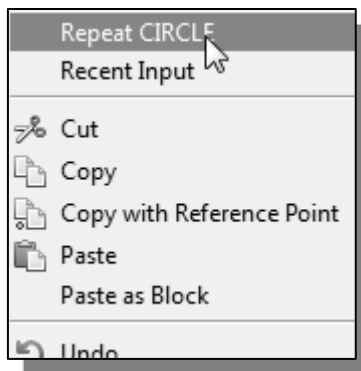 Repeat CIRCLE
Recent Input
Cut
Copy
Copy with Reference Point
Paste
Paste as Block
Undo